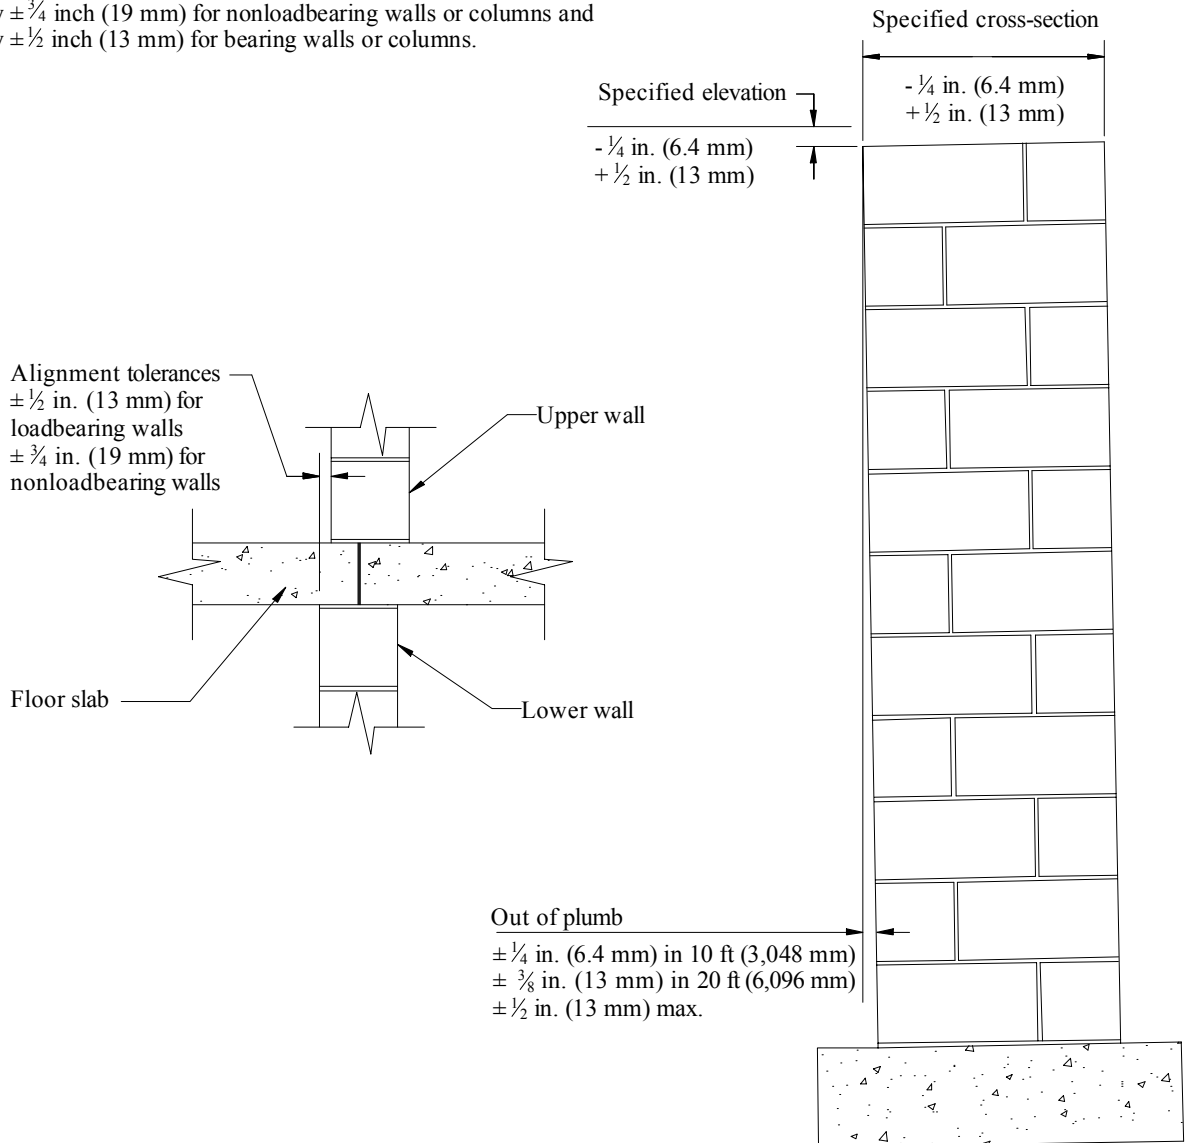 ±¾ inch (19 mm) for nonloadbearing walls or columns and
±½ inch (13 mm) for bearing walls or columns.
Specified cross-section
- ¼ in. (6.4 mm)
+ ½ in. (13 mm)
Specified elevation
- ¼ in. (6.4 mm)
+ ½ in. (13 mm)
Alignment tolerances
± ½ in. (13 mm) for
loadbearing walls
± ¾ in. (19 mm) for
nonloadbearing walls
Upper wall
Floor slab
Lower wall
Out of plumb
± ¼ in. (6.4 mm) in 10 ft (3,048 mm)
± ⅜ in. (13 mm) in 20 ft (6,096 mm)
± ½ in. (13 mm) max.